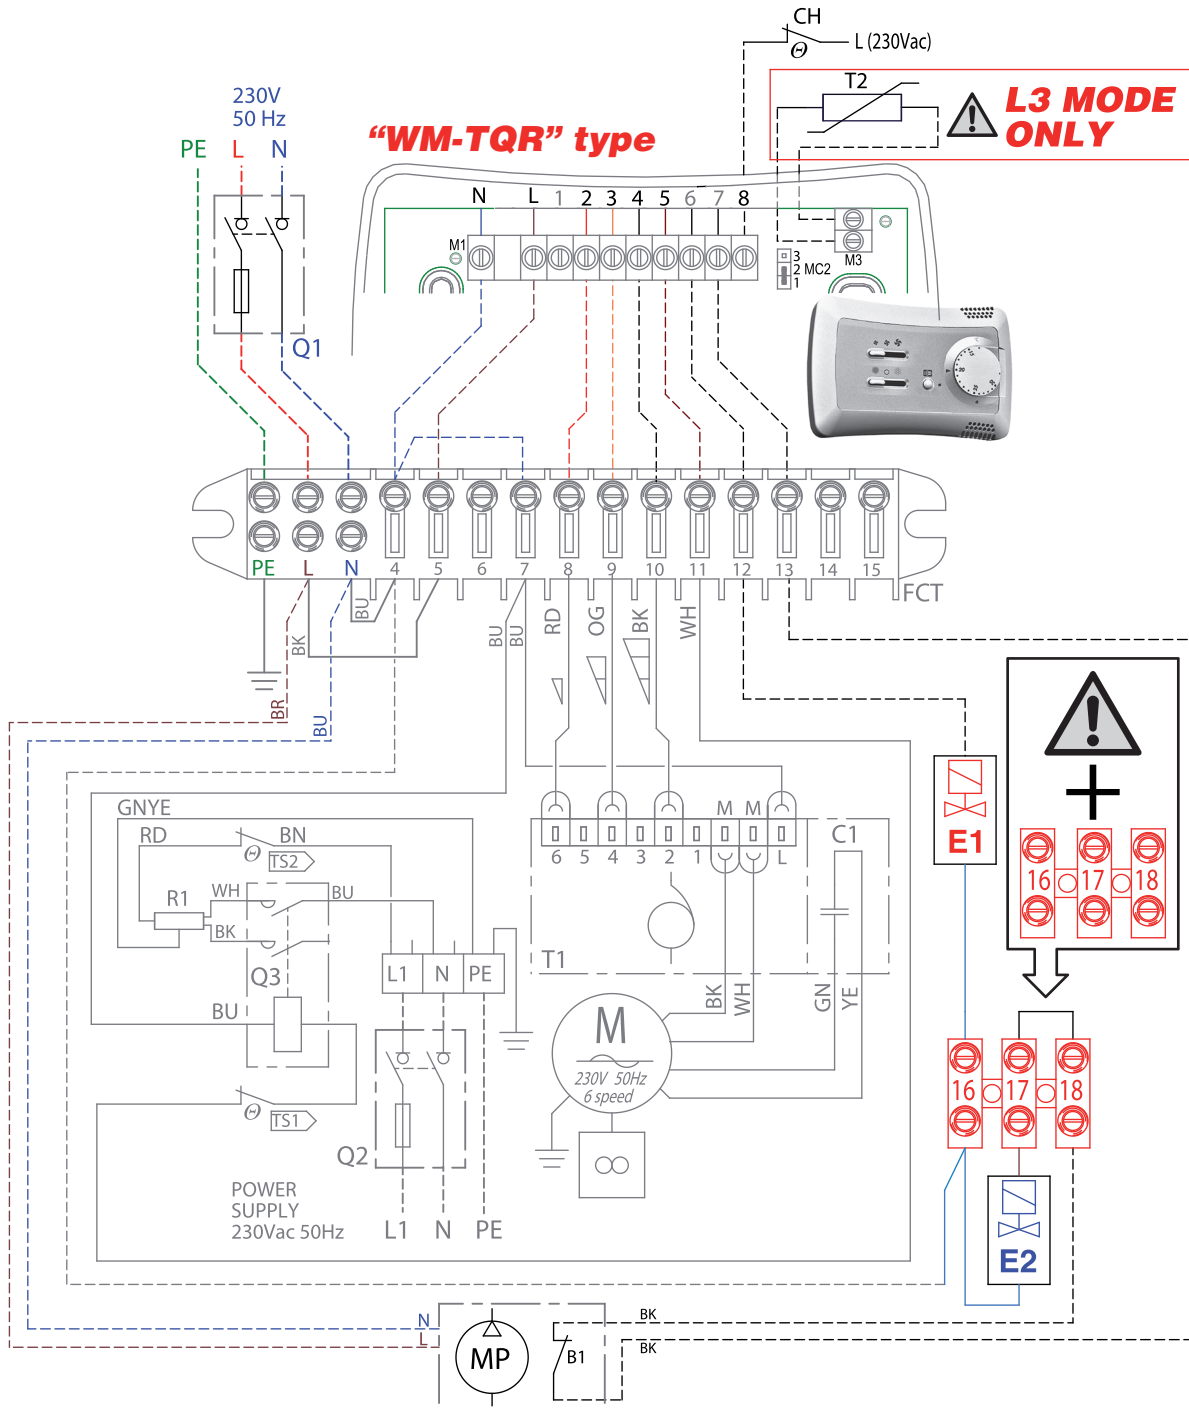 CH
L (230Vac)
T2
L3 MODE
ONLY
230V
50 Hz
PE L N
“WM-TQR” type
N L 1 2 3 4 5 6 7 8
M1
M3
3
2 MC2
1
Q1
PE L N 4 5 6 7 8 9 10 11 12 13 14 15
FCT
BU
BK
BU
BU
RD
OG
BK
WH
BR
BU
GNYE
RD
BN
TS2
R1
WH
BU
BK
Q3
L1 N PE
BU
TS1
Q2
POWER
SUPPLY
230Vac 50Hz
L1 N PE
M M
C1
6 5 4 3 2 1 L
T1
BK
WH
GN
YE
M
230V 50Hz
6 speed
E1
16 17 18
16 17 18
E2
N
L
MP
B1
BK
BK